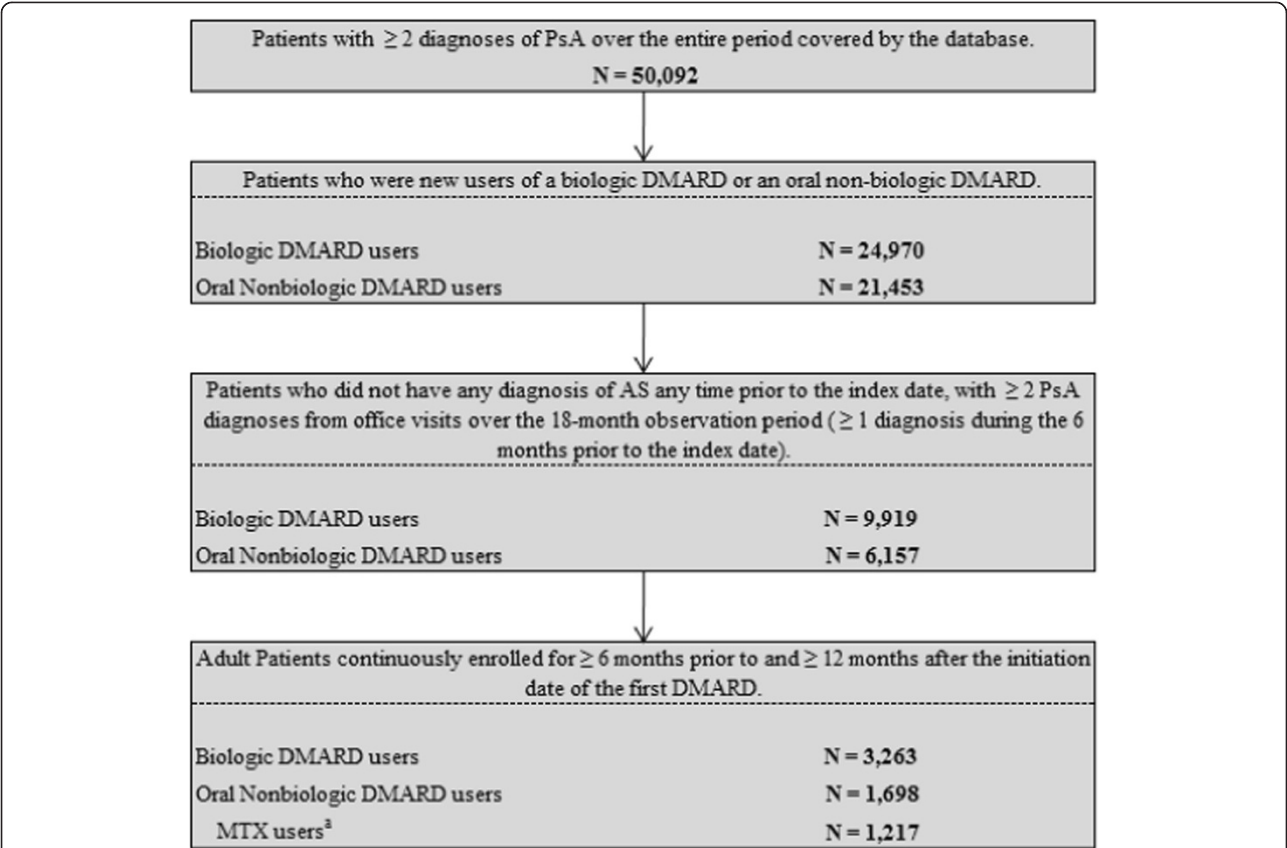 Patients with ≥ 2 diagnoses of PsA over the entire period covered by the database.
N = 50,092
Patients who were new users of a biologic DMARD or an oral non-biologic DMARD.
Biologic DMARD users N = 24,970
Oral Nonbiologic DMARD users N = 21,453
Patients who did not have any diagnosis of AS any time prior to the index date, with ≥ 2 PsA
diagnoses from office visits over the 18-month observation period (≥ 1 diagnosis during the 6
months prior to the index date).
Biologic DMARD users N = 9,919
Oral Nonbiologic DMARD users N = 6,157
Adult Patients continuously enrolled for ≥ 6 months prior to and ≥ 12 months after the initiation
date of the first DMARD.
Biologic DMARD users N = 3,263
Oral Nonbiologic DMARD users N = 1,698
MTX usersᵃ N = 1,217